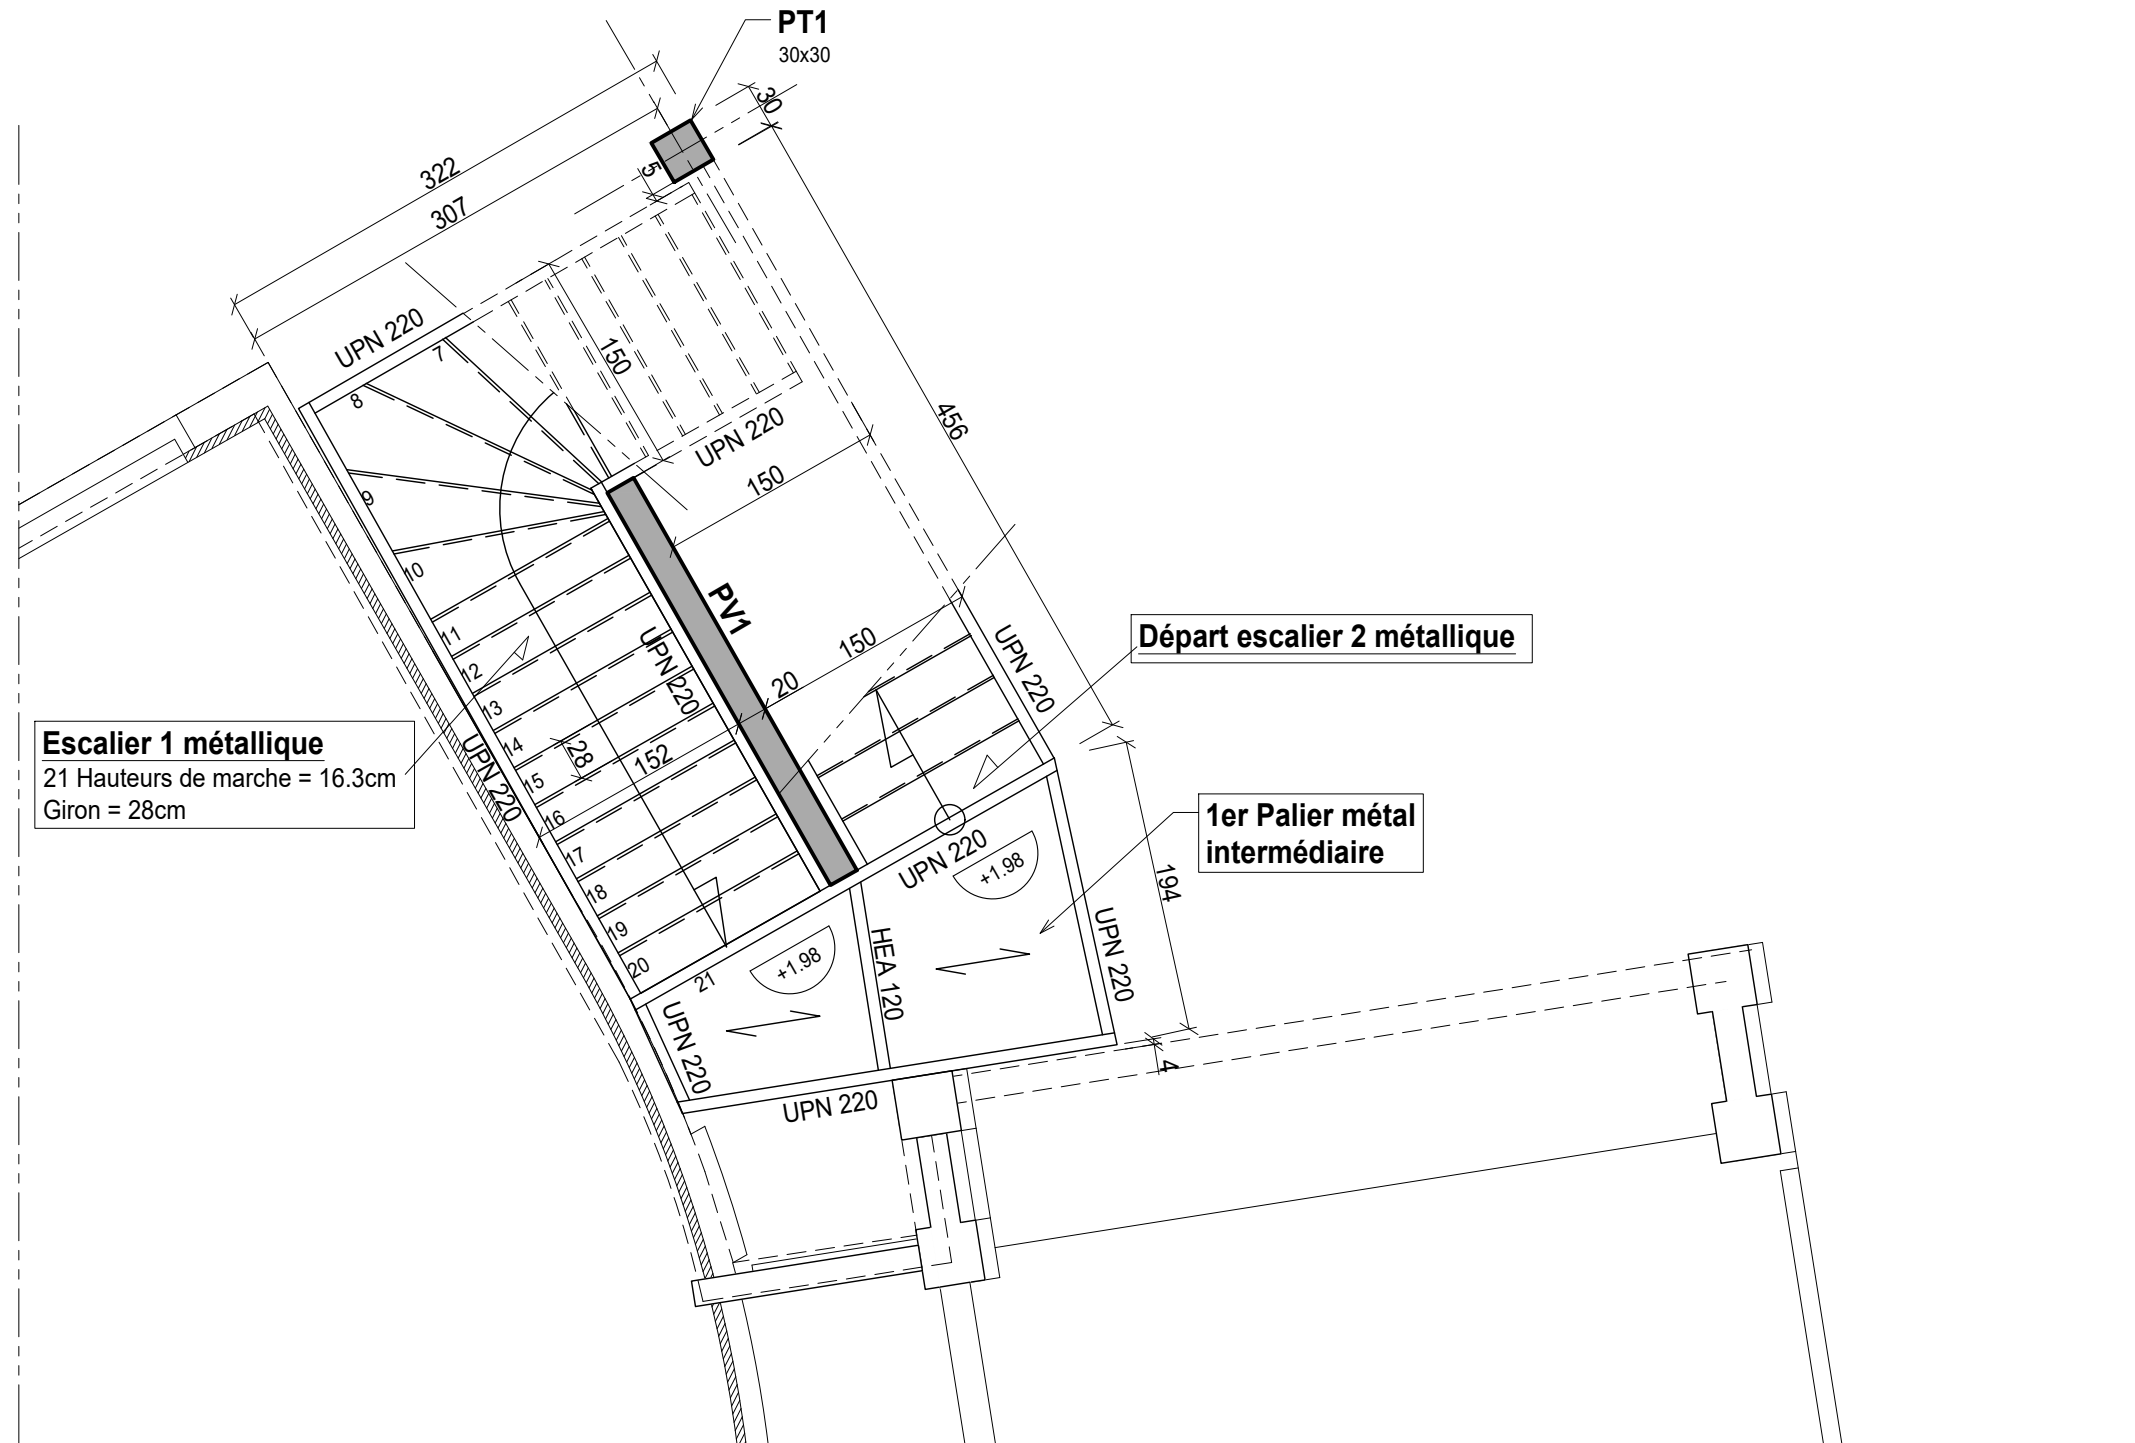 PT1
30x30
30
5
322
307
UPN 220
7
8
9
10
11
12
13
14
15
16
17
18
19
20
21
150
UPN 220
150
456
PV1
UPN 220
150
20
152
28
UPN 220
UPN 220
Départ escalier 2 métallique
Escalier 1 métallique
21 Hauteurs de marche = 16.3cm
Giron = 28cm
1er Palier métal
intermédiaire
UPN 220
+1.98
+1.98
194
HEA 120
UPN 220
UPN 220
UPN 220
4